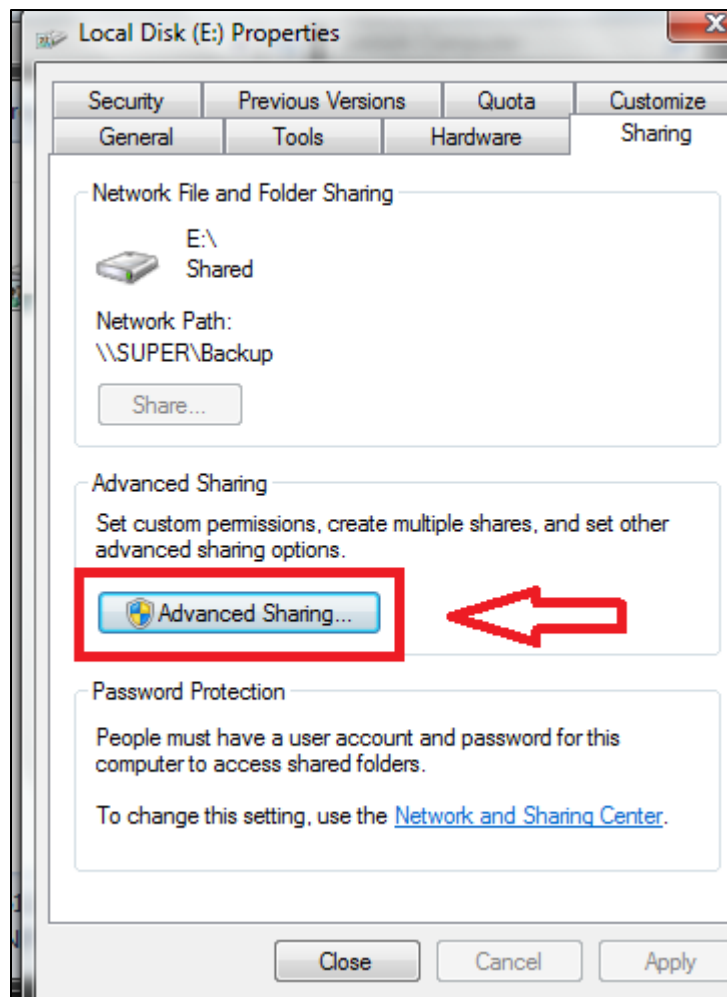 Local Disk (E:) Properties
Security Previous Versions Quota Customize
General Tools Hardware Sharing
Network File and Folder Sharing
E:\
Shared
Network Path:
\\SUPER\Backup
Share...
Advanced Sharing
Set custom permissions, create multiple shares, and set other
advanced sharing options.
Advanced Sharing...
Password Protection
People must have a user account and password for this
computer to access shared folders.
To change this setting, use the Network and Sharing Center.
Close Cancel Apply